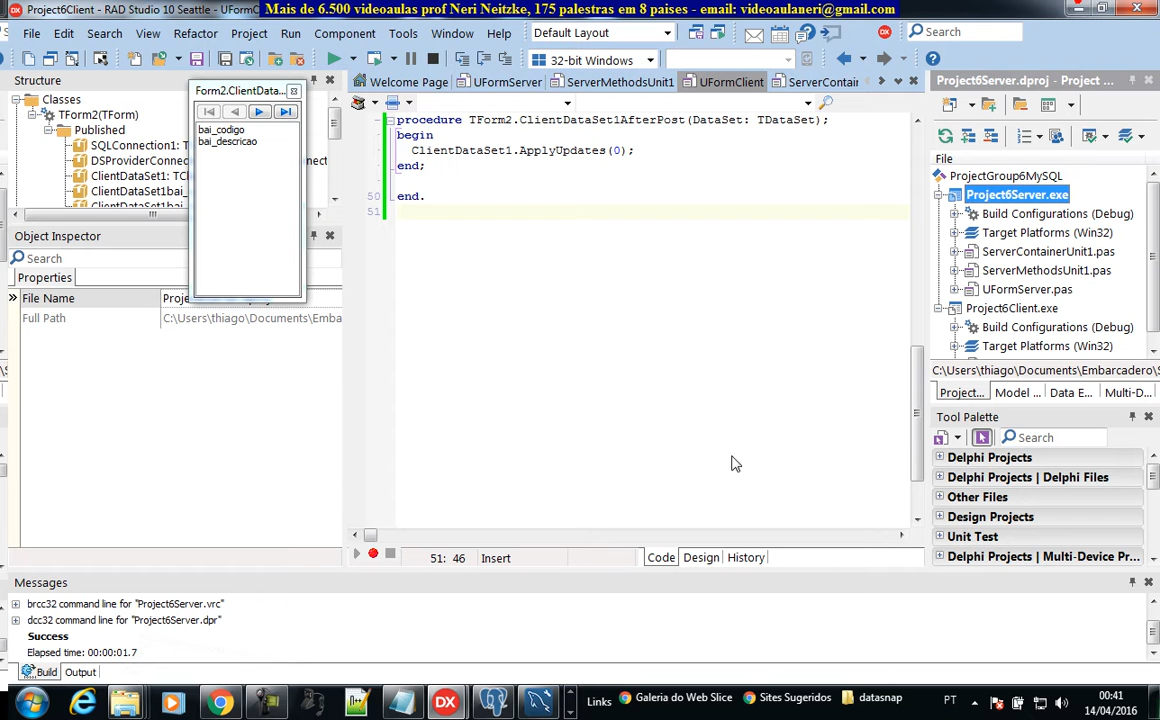 Mais de 6.500 videoaulas prof Neri Neitzke, 175 palestras em 8 paises - email: videoaulaneri@gmail.com
DX Project6Client - RAD Studio 10 Seattle - UForm
File Edit Search View Refactor Project Run Component Tools Window Help
Default Layout
DX
Search
32-bit Windows
Structure
Form2.ClientData...
Welcome Page
UFormServer
ServerMethodsUnit1
UFormClient
ServerContain
Project6Server.dproj - Project ...
Classes
TForm2
Published
SQLConnection1: T
DSProviderConnec
ClientDataSet1: TC
ClientDataSet1bai_
ClientDataSet1bai_
nnect
bai_codigo
bai_descricao
procedure TForm2.ClientDataSet1AfterPost(DataSet: TDataSet);
begin
ClientDataSet1.ApplyUpdates(0);
end;
50 end.
51
File
ProjectGroup6MySQL
Project6Server.exe
Build Configurations (Debug)
Target Platforms (Win32)
ServerContainerUnit1.pas
ServerMethodsUnit1.pas
UFormServer.pas
Project6Client.exe
Build Configurations (Debug)
Target Platforms (Win32)
C:\Users\thiago\Documents\Embarcadero\S
Project...
Model ...
Data E...
Multi-D...
Object Inspector
Search
Properties
File Name
Proje
Full Path
C:\Users\thiago\Documents\Embar
Tool Palette
Search
Delphi Projects
Delphi Projects | Delphi Files
Other Files
Design Projects
Unit Test
Delphi Projects | Multi-Device Pr...
51: 46
Insert
Code
Design
History
Messages
brcc32 command line for "Project6Server.vrc"
dcc32 command line for "Project6Server.dpr"
Success
Elapsed time: 00:00:01.7
Build
Output
DX
Links
Galeria do Web Slice
Sites Sugeridos
datasnap
PT
00:41
14/04/2016